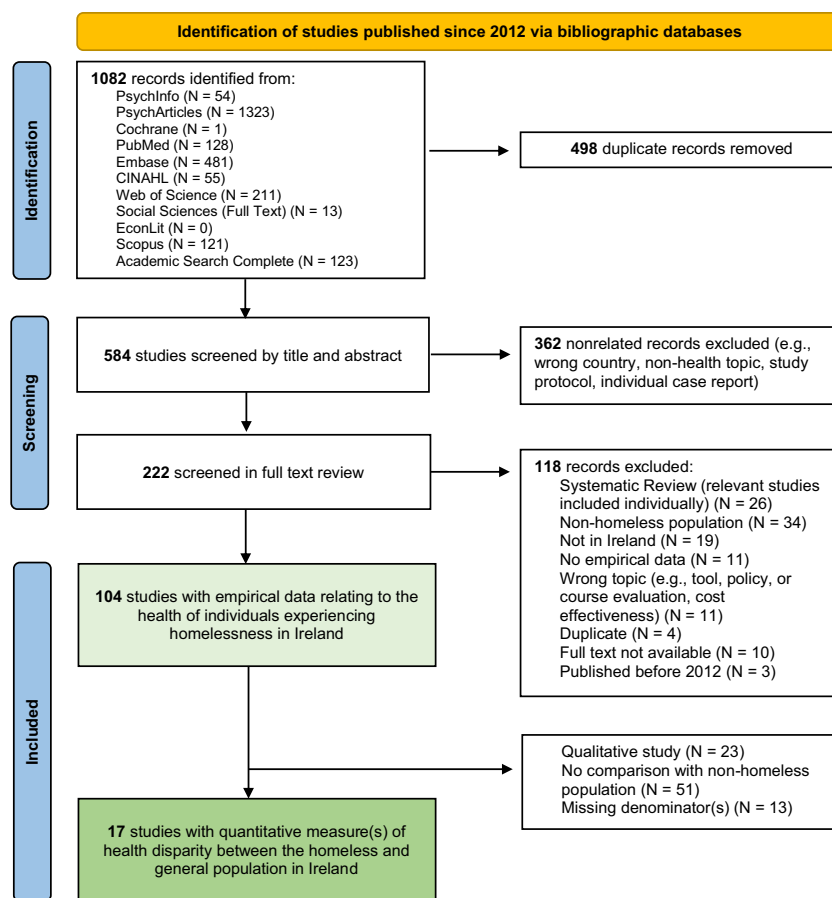 Identification of studies published since 2012 via bibliographic databases
Identification
1082 records identified from:
PsychInfo (N = 54)
PsychArticles (N = 1323)
Cochrane (N = 1)
PubMed (N = 128)
Embase (N = 481)
CINAHL (N = 55)
Web of Science (N = 211)
Social Sciences (Full Text) (N = 13)
EconLit (N = 0)
Scopus (N = 121)
Academic Search Complete (N = 123)
498 duplicate records removed
Screening
584 studies screened by title and abstract
362 nonrelated records excluded (e.g.,
wrong country, non-health topic, study
protocol, individual case report)
222 screened in full text review
118 records excluded:
Systematic Review (relevant studies
included individually) (N = 26)
Non-homeless population (N = 34)
Not in Ireland (N = 19)
No empirical data (N = 11)
Wrong topic (e.g., tool, policy, or
course evaluation, cost
effectiveness) (N = 11)
Duplicate (N = 4)
Full text not available (N = 10)
Published before 2012 (N = 3)
Included
104 studies with empirical data relating to the
health of individuals experiencing
homelessness in Ireland
Qualitative study (N = 23)
No comparison with non-homeless
population (N = 51)
Missing denominator(s) (N = 13)
17 studies with quantitative measure(s) of
health disparity between the homeless and
general population in Ireland